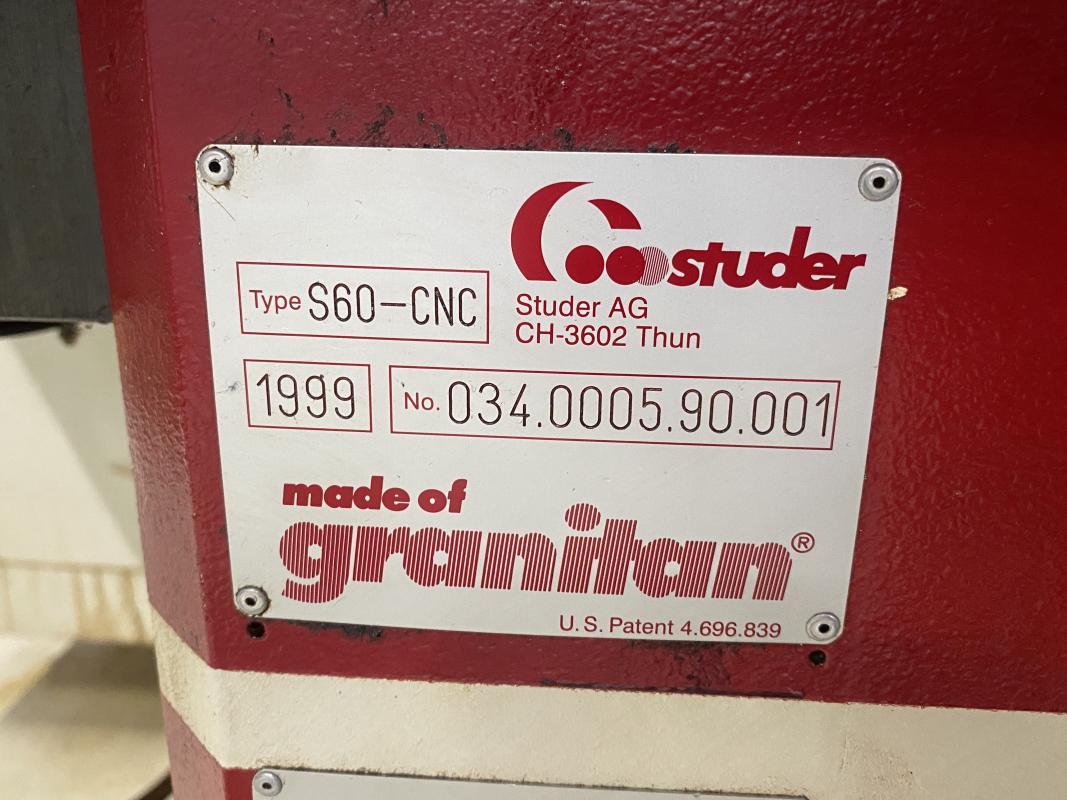 studer
Type S60-CNC
Studer AG
CH-3602 Thun
1999
No. 034.0005.90.001
made of
granitan®
U.S. Patent 4.696.839